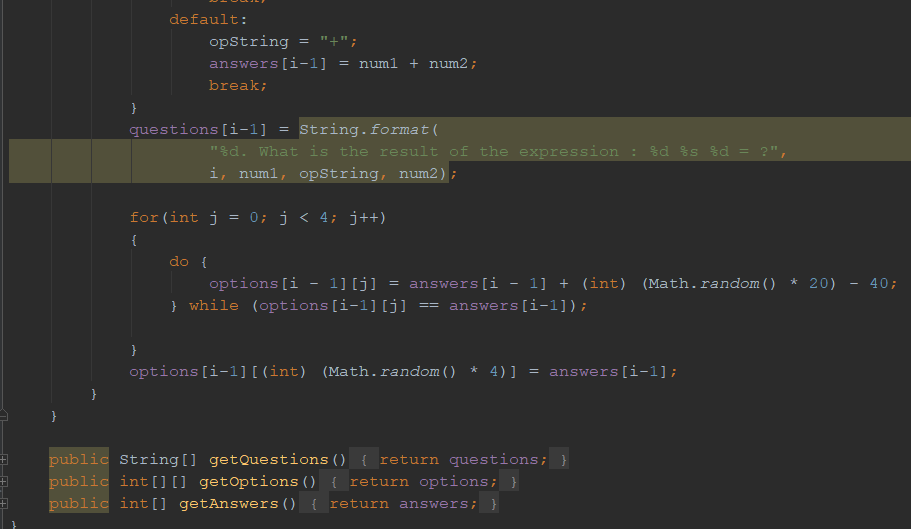 break;
default:
opString = "+";
answers[i-1] = num1 + num2;
break;
}
questions[i-1] = String.format(
"%d. What is the result of the expression : %d %s %d = ?",
i, num1, opString, num2);
for(int j = 0; j < 4; j++)
{
do {
options[i - 1][j] = answers[i - 1] + (int) (Math.random() * 20) - 40;
} while (options[i-1][j] == answers[i-1]);
}
options[i-1][(int) (Math.random() * 4)] = answers[i-1];
}
}
public String[] getQuestions() { return questions; }
public int[][] getOptions() { return options; }
public int[] getAnswers() { return answers; }
}